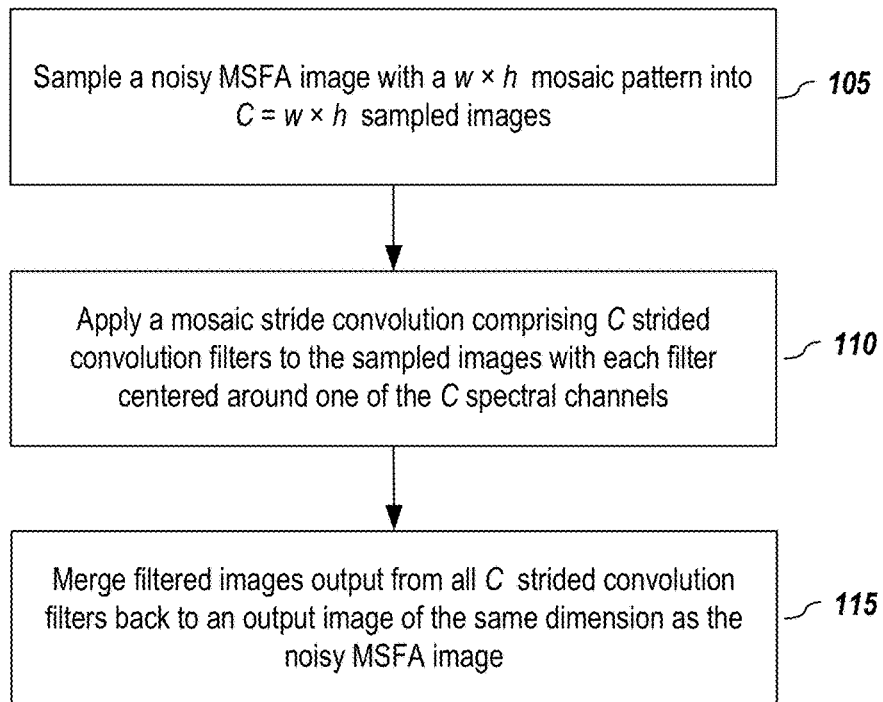 Sample a noisy MSFA image with a w × h mosaic pattern into
C = w × h sampled images
105
Apply a mosaic stride convolution comprising C strided
convolution filters to the sampled images with each filter
centered around one of the C spectral channels
110
Merge filtered images output from all C strided convolution
filters back to an output image of the same dimension as the
noisy MSFA image
115